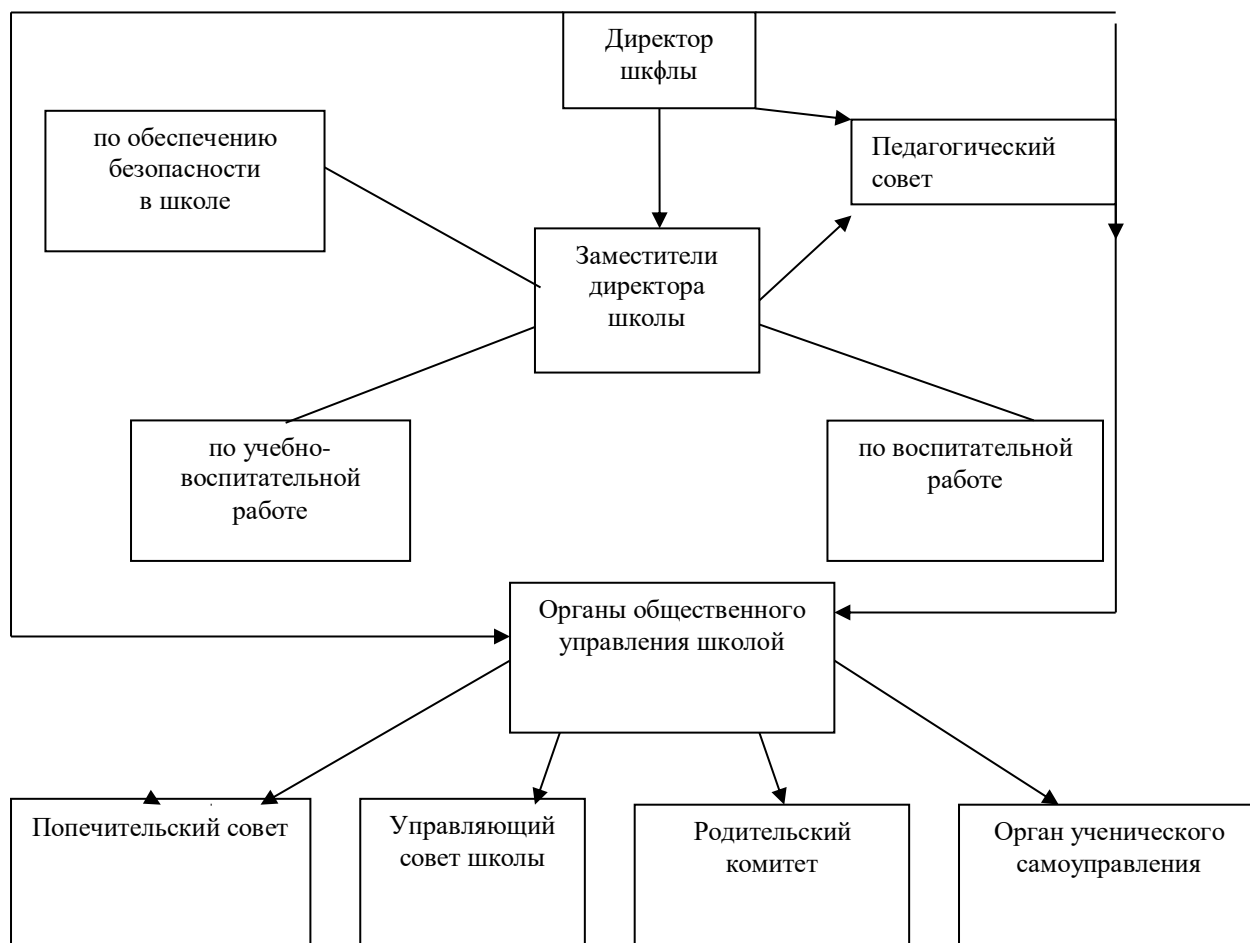 Директор
шкфлы
по обеспечению
безопасности
в школе
Педагогический
совет
Заместители
директора
школы
по учебно-
воспитательной
работе
по воспитательной
работе
Органы общественного
управления школой
Попечительский совет
Управляющий
совет школы
Родительский
комитет
Орган ученического
самоуправления